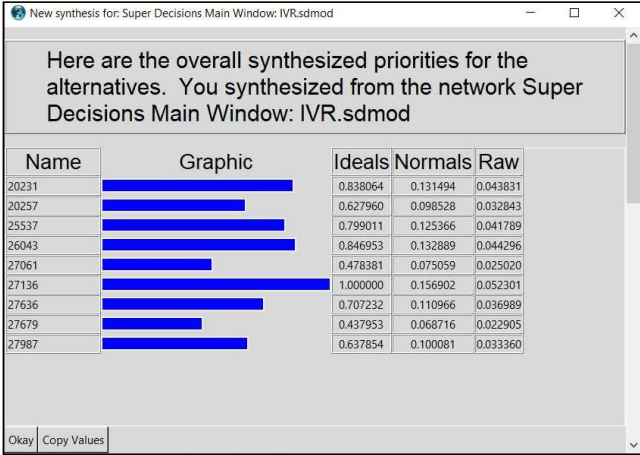 New synthesis for: Super Decisions Main Window: IVR.sdmod
Here are the overall synthesized priorities for the
alternatives. You synthesized from the network Super
Decisions Main Window: IVR.sdmod
Name Graphic Ideals Normals Raw
20231 0.838064 0.131494 0.043831
20257 0.627960 0.098528 0.032843
25537 0.799011 0.125366 0.041789
26043 0.846953 0.132889 0.044296
27061 0.478381 0.075059 0.025020
27136 1.000000 0.156902 0.052301
27636 0.707232 0.110966 0.036989
27679 0.437953 0.068716 0.022905
27987 0.637854 0.100081 0.033360
Okay Copy Values